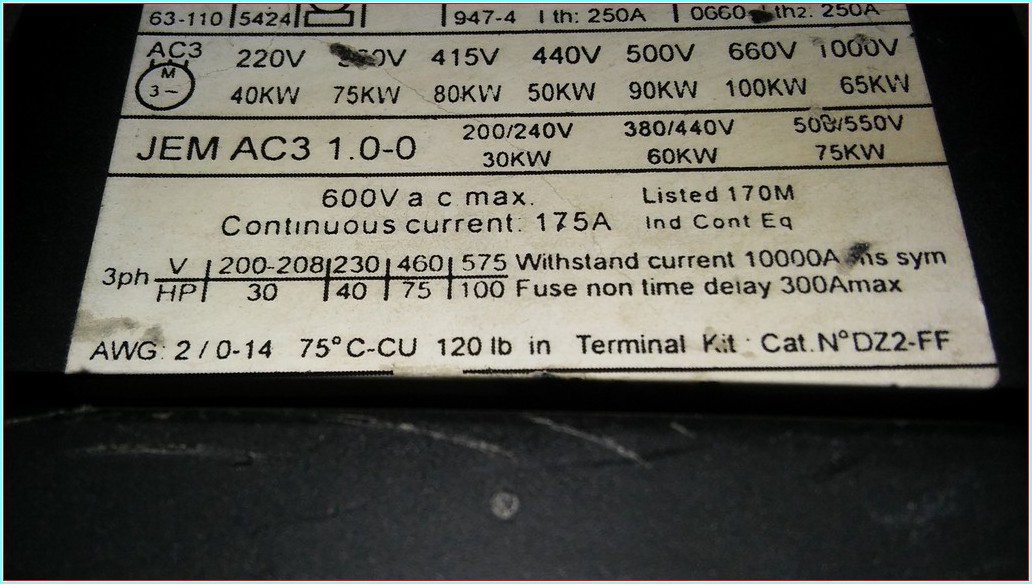 63-110 5424 947-4 Ith: 250A 0660 th2: 250A
AC3 220V 415V 440V 500V 660V 1000V
M 3~ 40KW 75KW 80KW 50KW 90KW 100KW 65KW
JEM AC3 1.0-0 200/240V 380/440V 500/550V
30KW 60KW 75KW
600V a c max. Listed 170M
Continuous current: 175A Ind Cont Eq
3ph V 200-208 230 460 575 Withstand current 10000A sym
HP 30 40 75 100 Fuse non time delay 300Amax
AWG: 2/0-14 75°C-CU 120 lb in Terminal Kit: Cat.N°DZ2-FF